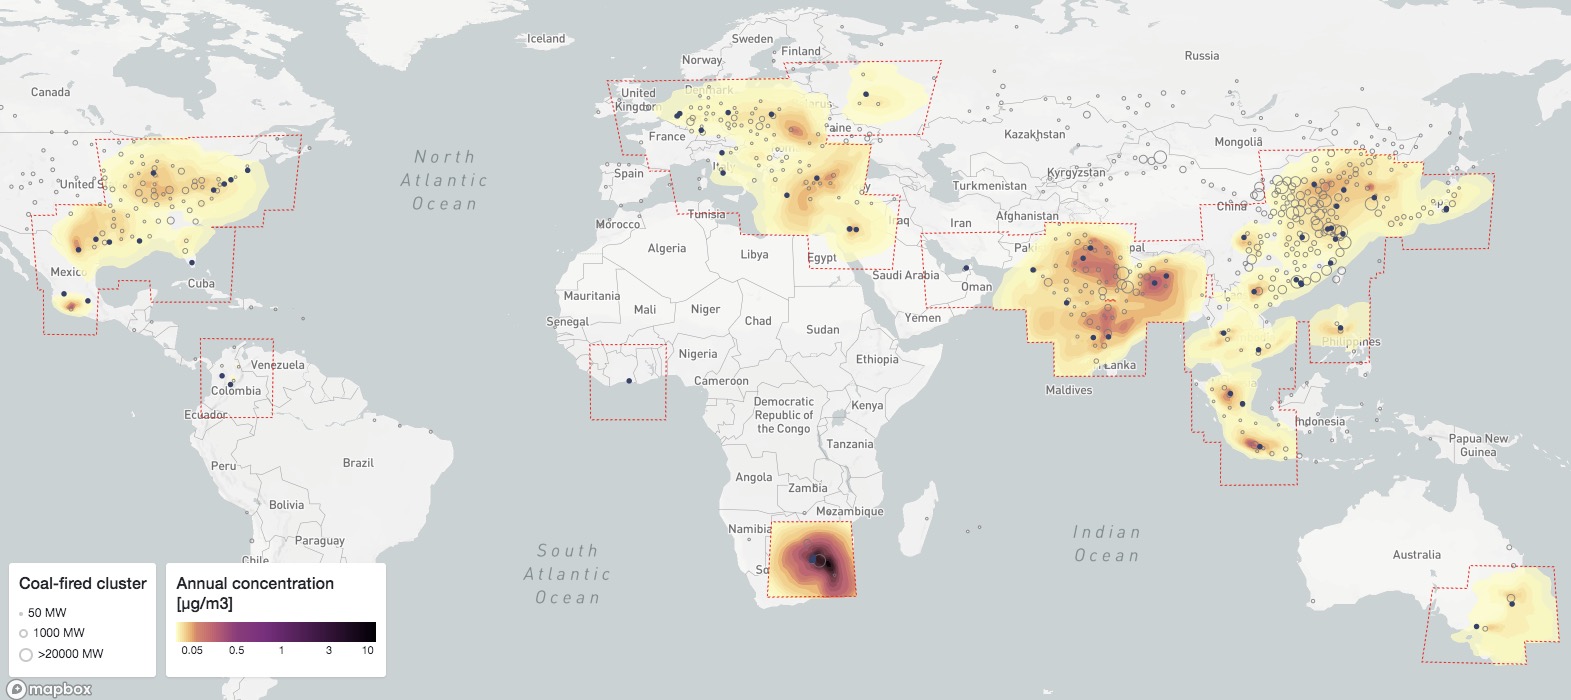 Iceland
Sweden
Finland
Norway
Russia
Canada
United
Kingdom
Denmark
France
Kazakhstan
Mongolia
North
Atlantic
Ocean
United S
Spain
Turkmenistan
Kyrgyzstan
China
Tunisia
Morocco
Iraq
Iran
Afghanistan
Algeria
Libya
Egypt
Mexico
Cuba
Saudi Arabia
Oman
Mauritania
Mali
Niger
Chad
Sudan
Yemen
Senegal
Nigeria
Ethiopia
Philippines
Venezuela
Colombia
Cameroon
Lanka
Maldives
Ecuador
Democratic
Republic of
the Congo
Kenya
Indonesia
Tanzania
Papua New
Guinea
Peru
Brazil
Angola
Zambia
Bolivia
Mozambique
Namibia
Paraguay
South
Atlantic
Ocean
Indian
Ocean
Australia
Chile
Coal-fired cluster
50 MW
1000 MW
>20000 MW
Annual concentration
[µg/m3]
0.05 0.5 1 3 10
mapbox